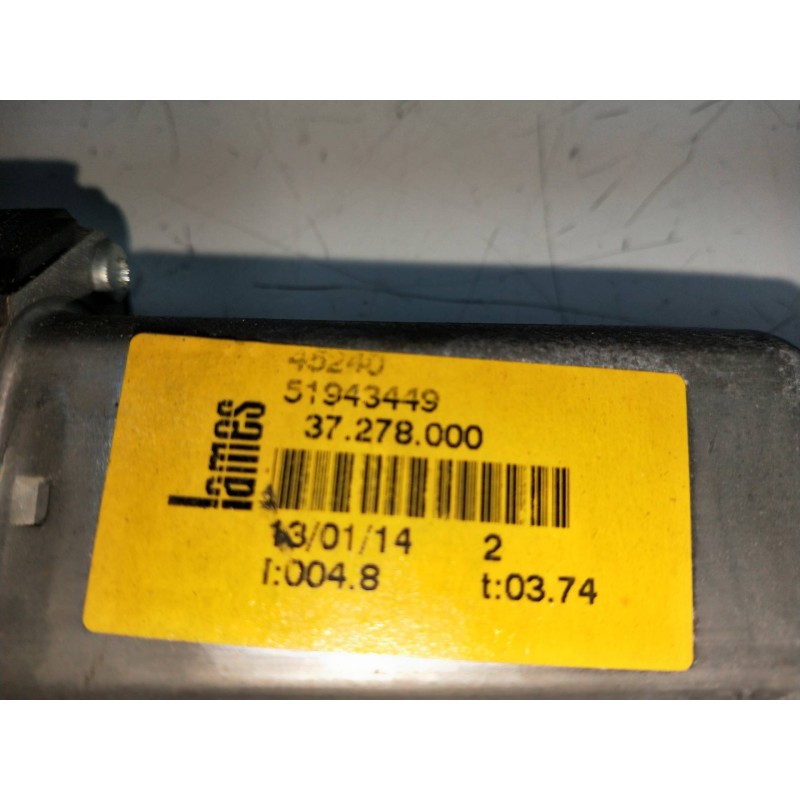 45240
51943449
37.278.000
lames
13/01/14 2
I:004.8 t:03.74